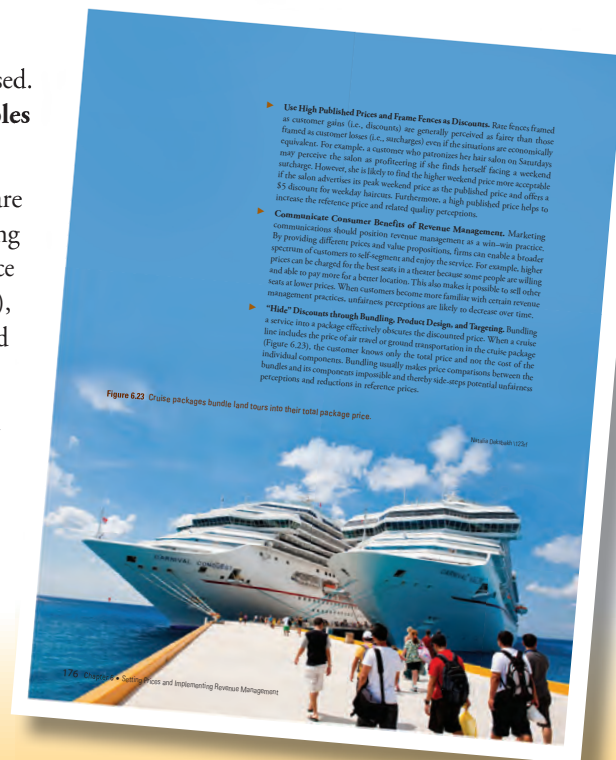 sed.
oles
are
ng
ce
),
d
► Use High Published Prices and Frame Fences as Discounts. Rate fences framed
as customer gains (i.e., discounts) are generally perceived as fairer than those
framed as customer losses (i.e., surcharges) even if the situations are economically
equivalent. For example, a customer who patronizes her hair salon on Saturdays
may perceive the salon as profiteering if she finds herself facing a weekend
surcharge. However, she is likely to find the higher weekend price more acceptable
if the salon advertises its peak weekend price as the published price and offers a
$5 discount for weekday haircuts. Furthermore, a high published price helps to
increase the reference price and related quality perceptions.
► Communicate Consumer Benefits of Revenue Management. Marketing
communications should position revenue management as a win–win practice.
By providing different prices and value propositions, firms can enable a broader
spectrum of customers to self-segment and enjoy the service. For example, higher
prices can be charged for the best seats in a theater because some people are willing
and able to pay more for a better location. This also makes it possible to sell other
seats at lower prices. When customers become more familiar with certain revenue
management practices, unfairness perceptions are likely to decrease over time.
► "Hide" Discounts through Bundling, Product Design, and Targeting. Bundling
a service into a package effectively obscures the discounted price. When a cruise
line includes the price of air travel or ground transportation in the cruise package
(Figure 6.23), the customer knows only the total price and not the cost of the
individual components. Bundling usually makes price comparisons between the
bundles and its components impossible and thereby side-steps potential unfairness
perceptions and reductions in reference prices.
Figure 6.23 Cruise packages bundle land tours into their total package price.
CARNIVAL CONQUEST
CARNIVAL
176 Chapter 6 • Setting Prices and Implementing Revenue Management